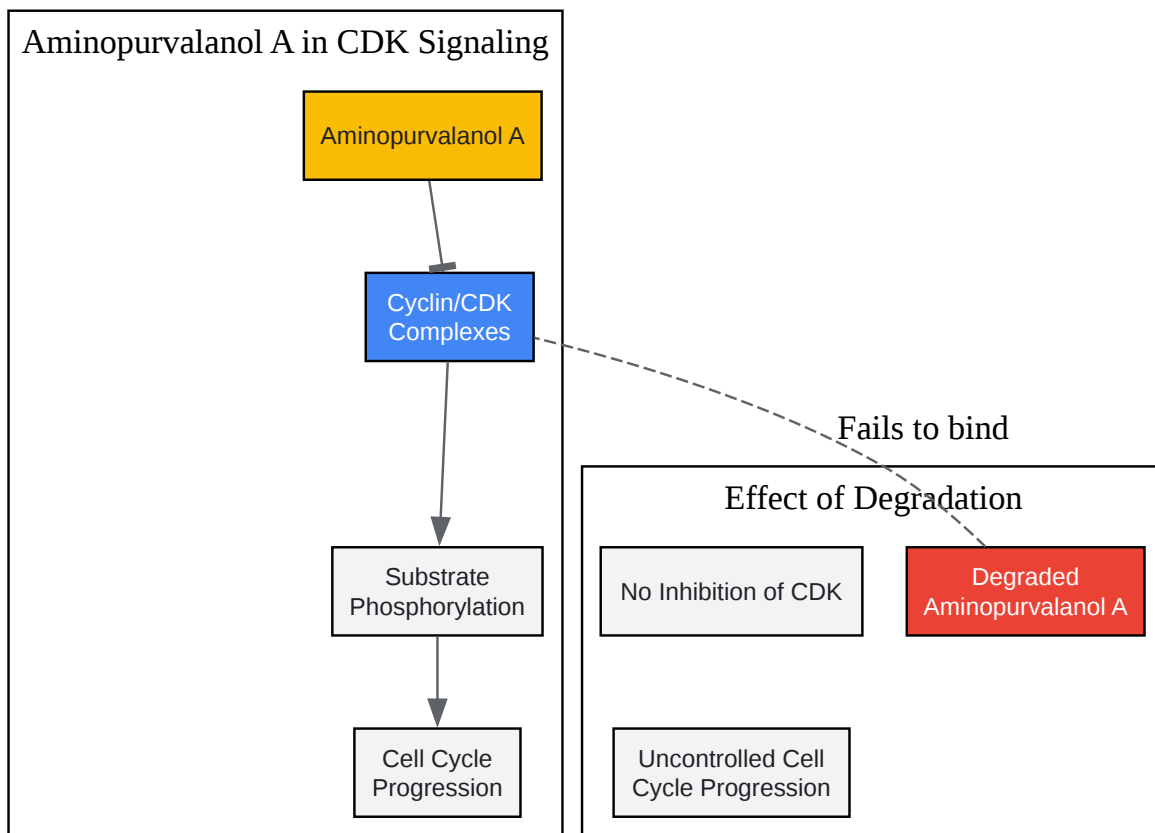 Aminopurvalanol A in CDK Signaling
Aminopurvalanol A
Cyclin/CDK
Complexes
Substrate
Phosphorylation
Cell Cycle
Progression
Fails to bind
Effect of Degradation
No Inhibition of CDK
Degraded
Aminopurvalanol A
Uncontrolled Cell
Cycle Progression